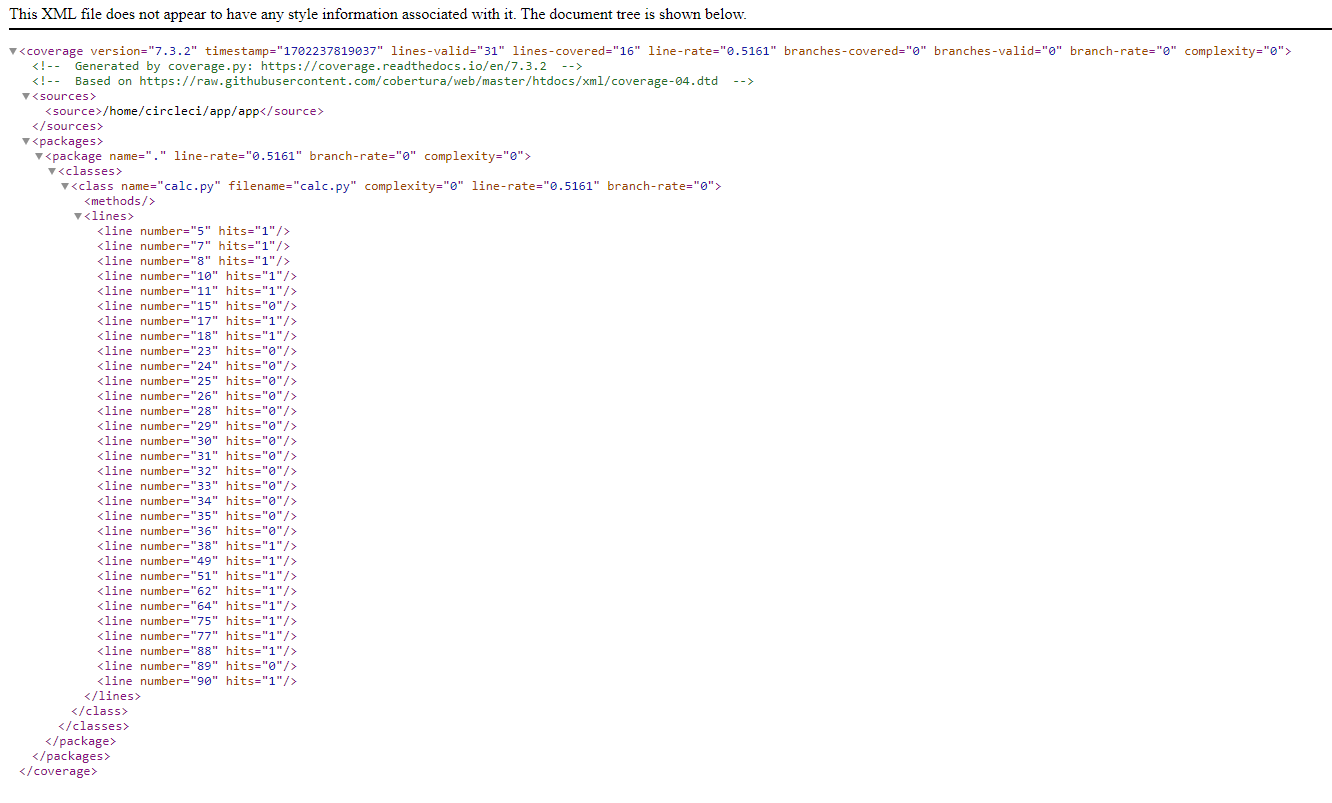 This XML file does not appear to have any style information associated with it. The document tree is shown below.
▼<coverage version="7.3.2" timestamp="1702237819037" lines-valid="31" lines-covered="16" line-rate="0.5161" branches-covered="0" branches-valid="0" branch-rate="0" complexity="0">
<!-- Generated by coverage.py: https://coverage.readthedocs.io/en/7.3.2 -->
<!-- Based on https://raw.githubusercontent.com/cobertura/web/master/htdocs/xml/coverage-04.dtd -->
▼<sources>
<source>/home/circleci/app/app</source>
</sources>
▼<packages>
▼<package name="." line-rate="0.5161" branch-rate="0" complexity="0">
▼<classes>
▼<class name="calc.py" filename="calc.py" complexity="0" line-rate="0.5161" branch-rate="0">
<methods/>
▼<lines>
<line number="5" hits="1"/>
<line number="7" hits="1"/>
<line number="8" hits="1"/>
<line number="10" hits="1"/>
<line number="11" hits="1"/>
<line number="15" hits="0"/>
<line number="17" hits="1"/>
<line number="18" hits="1"/>
<line number="23" hits="0"/>
<line number="24" hits="0"/>
<line number="25" hits="0"/>
<line number="26" hits="0"/>
<line number="28" hits="0"/>
<line number="29" hits="0"/>
<line number="30" hits="0"/>
<line number="31" hits="0"/>
<line number="32" hits="0"/>
<line number="33" hits="0"/>
<line number="34" hits="0"/>
<line number="35" hits="0"/>
<line number="36" hits="0"/>
<line number="38" hits="1"/>
<line number="49" hits="1"/>
<line number="51" hits="1"/>
<line number="62" hits="1"/>
<line number="64" hits="1"/>
<line number="75" hits="1"/>
<line number="77" hits="1"/>
<line number="88" hits="1"/>
<line number="89" hits="0"/>
<line number="90" hits="1"/>
</lines>
</class>
</classes>
</package>
</packages>
</coverage>